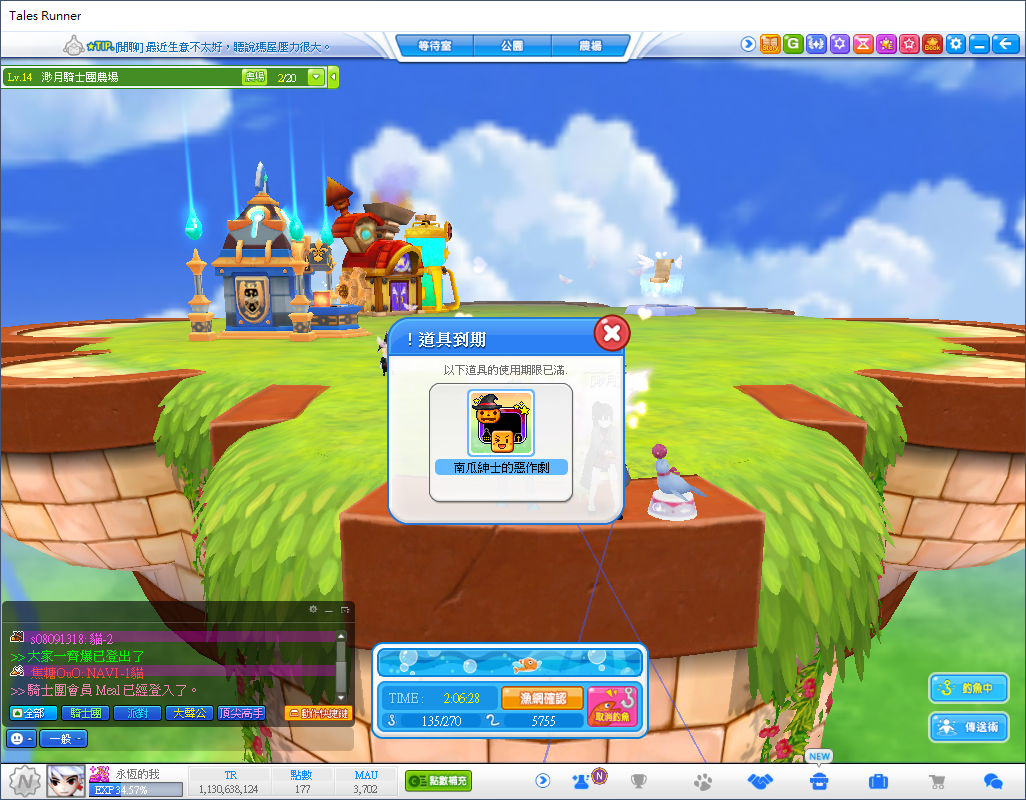 Tales Runner
★TIP. [閒聊] 最近生意不太好，聽說瑪屋壓力很大。
等待室 公園 農場
Lv.14 渺月騎士團農場 農場 2/20
! 道具到期
以下道具的使用期限已滿.
南瓜紳士的惡作劇
s08091318: 貓-2
>> 大家一齊爆已登出了
焦糖OuO: NAVI -1貓
>> 騎士團會員 Meal 已經登入了。
全部 騎士團 派對 大聲公 頂尖高手 動作快捷鍵
一般
TIME : 2:06:28 漁網確認
135/270 5755 取消釣魚
釣魚中
傳送術
NEW
永恆的我
EXP 34.57%
TR 點數 MAU
1,130,638,124 177 3,702
點數補充